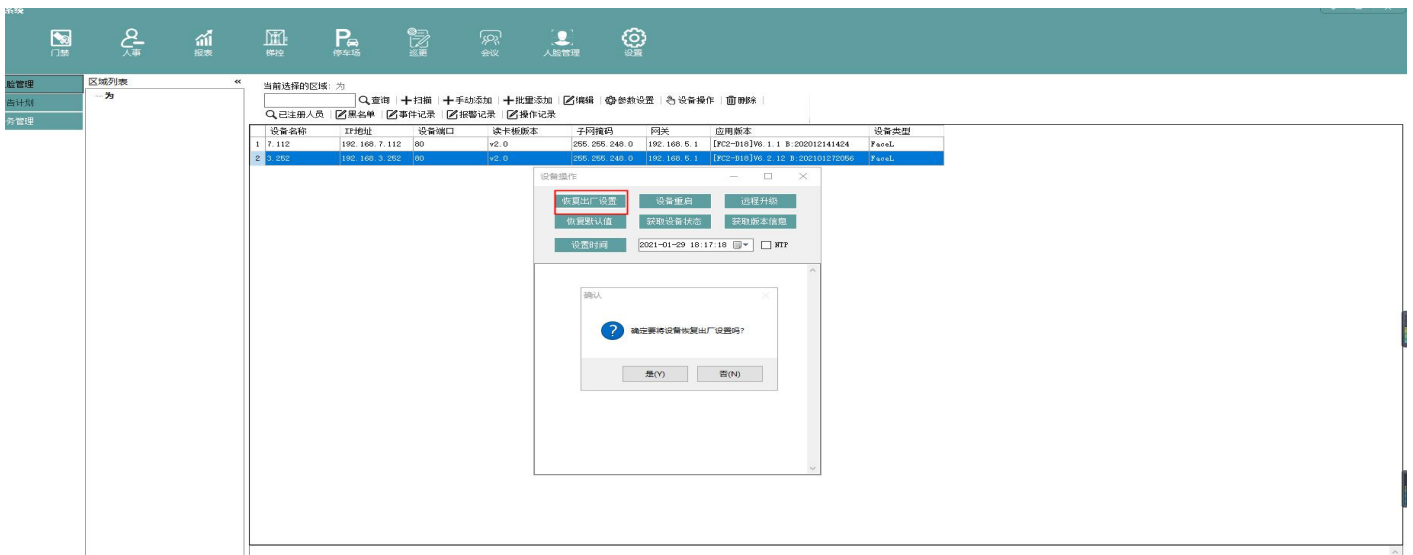 系统
门禁 人事 报表 梯控 停车场 巡更 会议 人脸管理 设置
脸管理
告计划
务管理
区域列表 «
为
当前选择的区域: 为
查询 扫描 手动添加 批量添加 编辑 参数设置 设备操作 删除
已注册人员 黑名单 事件记录 报警记录 操作记录
设备名称 IP地址 设备端口 读卡板版本 子网掩码 网关 应用版本 设备类型
1 7.112 192.168.7.112 80 v2.0 255.255.248.0 192.168.5.1 [FC2-D18]V6.1.1 B:202012141424 FaceL
2 3.252 192.168.3.252 80 v2.0 255.255.248.0 192.168.5.1 [FC2-D18]V6.2.12 B:202101272056 FaceL
设备操作
恢复出厂设置 设备重启 远程升级
恢复默认值 获取设备状态 获取版本信息
设置时间 2021-01-29 18:17:18 NTP
确认
确定要将设备恢复出厂设置吗?
是(Y) 否(N)